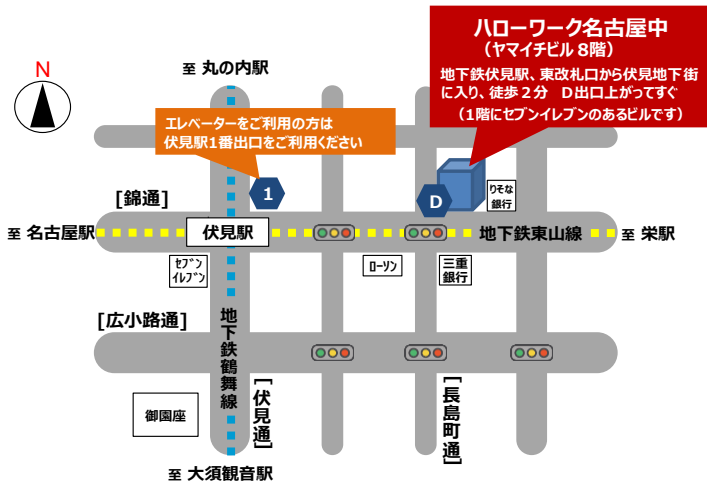 ハローワーク名古屋中
（ヤマイチビル 8階）
地下鉄伏見駅、東改札口から伏見地下街
に入り、徒歩２分　Ｄ出口上がってすぐ
（1階にセブンイレブンのあるビルです）
N
至 丸の内駅
エレベーターをご利用の方は
伏見駅1番出口をご利用ください
1
D
りそな
銀行
[錦通]
至 名古屋駅
伏見駅
地下鉄東山線
至 栄駅
ｾﾌﾞﾝ
ｲﾚﾌﾞﾝ
ﾛｰｿﾝ
三重
銀行
[広小路通]
地下鉄鶴舞線
[伏見通]
[長島町通]
御園座
至 大須観音駅